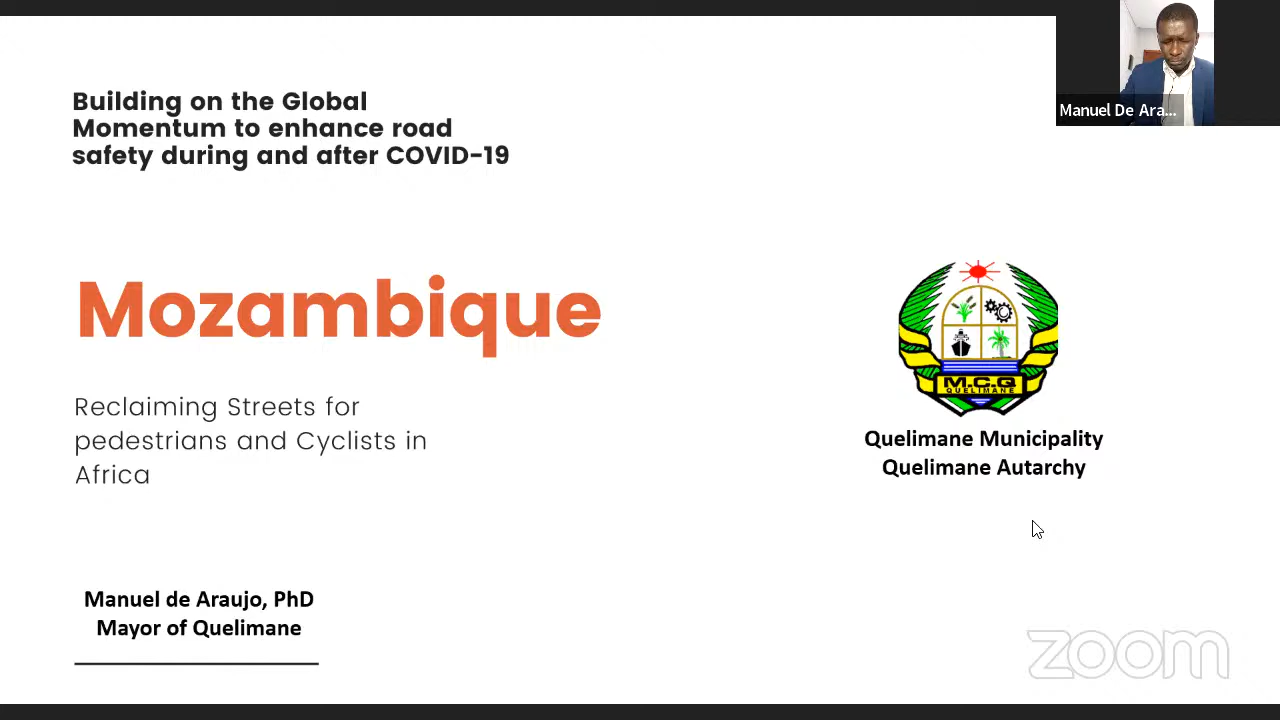 Building on the Global
Momentum to enhance road
safety during and after COVID-19
Manuel De Ara...
Mozambique
Reclaiming Streets for
pedestrians and Cyclists in
Africa
M.C.Q
QUELIMANE
Quelimane Municipality
Quelimane Autarchy
Manuel de Araujo, PhD
Mayor of Quelimane
zoom